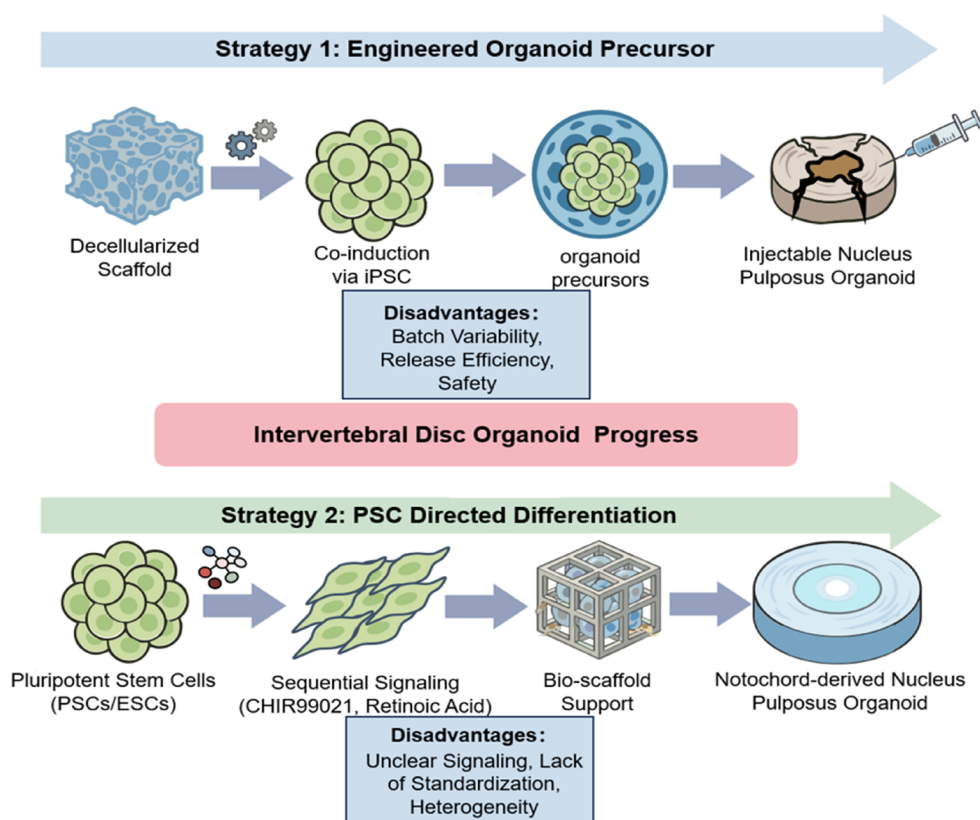 Strategy 1: Engineered Organoid Precursor
Decellularized
Scaffold
Co-induction
via iPSC
organoid
precursors
Injectable Nucleus
Pulposus Organoid
Disadvantages:
Batch Variability,
Release Efficiency,
Safety
Intervertebral Disc Organoid Progress
Strategy 2: PSC Directed Differentiation
Pluripotent Stem Cells
(PSCs/ESCs)
Sequential Signaling
(CHIR99021, Retinoic Acid)
Bio-scaffold
Support
Notochord-derived Nucleus
Pulposus Organoid
Disadvantages:
Unclear Signaling, Lack
of Standardization,
Heterogeneity